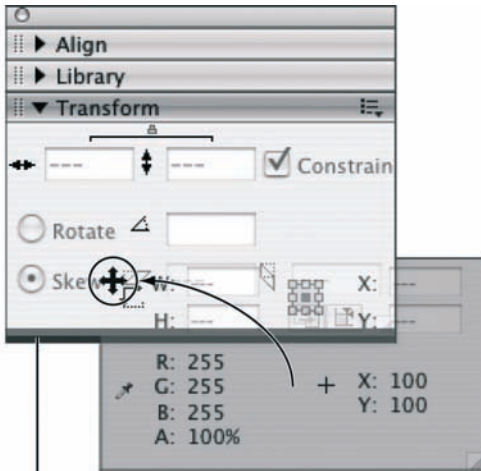 Align
Library
Transform
--- --- Constrain
Rotate
Skew W: --- X: ---
H: --- Y: ---
R: 255
G: 255 X: 100
B: 255 Y: 100
A: 100%